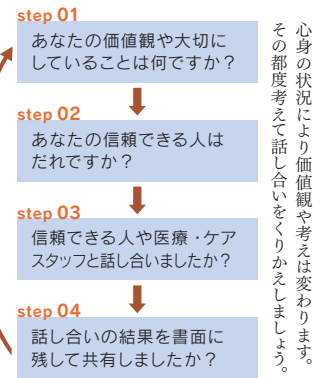 step 01
あなたの価値観や大切に
していることは何ですか？
step 02
あなたの信頼できる人は
だれですか？
step 03
信頼できる人や医療・ケア
スタッフと話し合いましたか？
step 04
話し合いの結果を書面に
残して共有しましたか？
心身の状況により価値観や考えは変わります。
その都度考えて話し合いをくりかえしましょう。